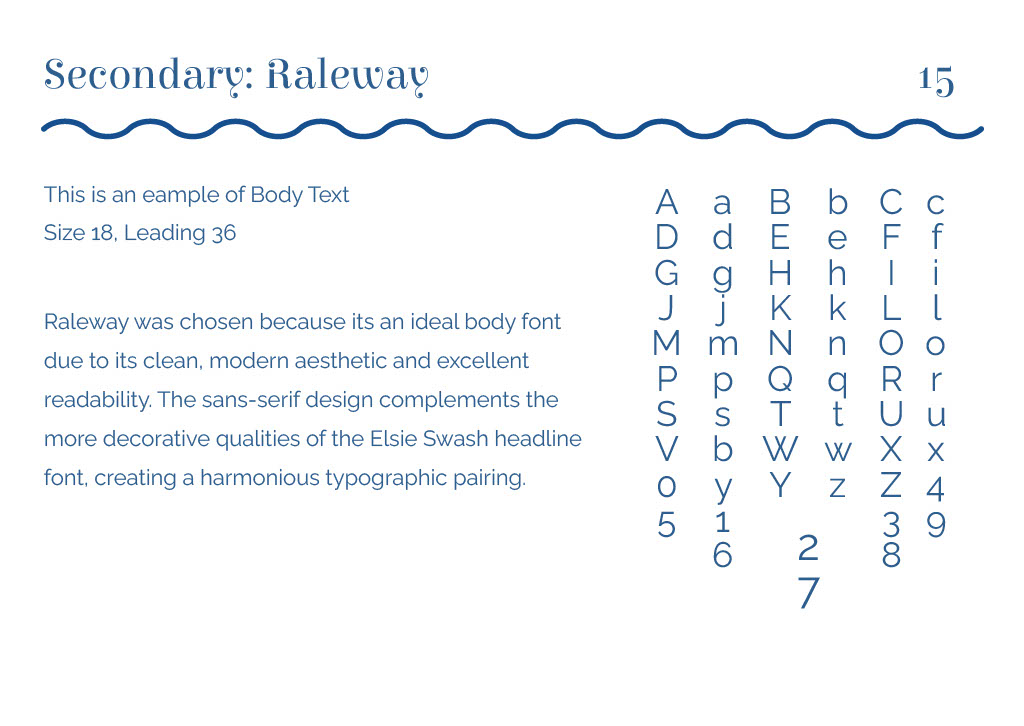 Secondary: Raleway
15
This is an eample of Body Text
Size 18, Leading 36
Raleway was chosen because its an ideal body font
due to its clean, modern aesthetic and excellent
readability. The sans-serif design complements the
more decorative qualities of the Elsie Swash headline
font, creating a harmonious typographic pairing.
A a B b C c
D d E e F f
G g H h I i
J j K k L l
M m N n O o
P p Q q R r
S s T t U u
V b W w X x
0 y Y z Z 4
5 1 3 9
6 2 8
7